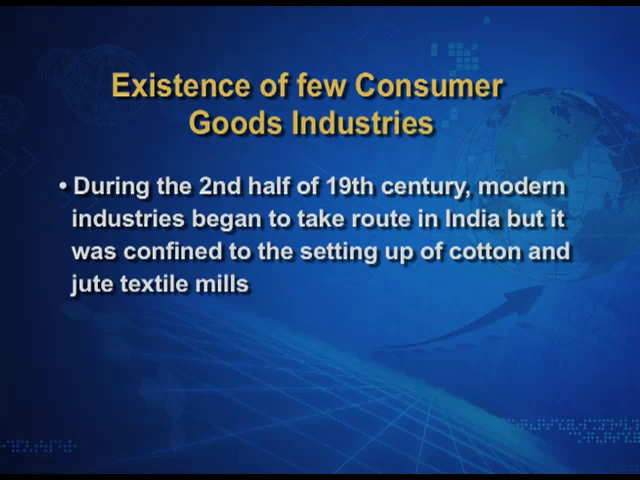 Existence of few Consumer
Goods Industries
• During the 2nd half of 19th century, modern
industries began to take route in India but it
was confined to the setting up of cotton and
jute textile mills